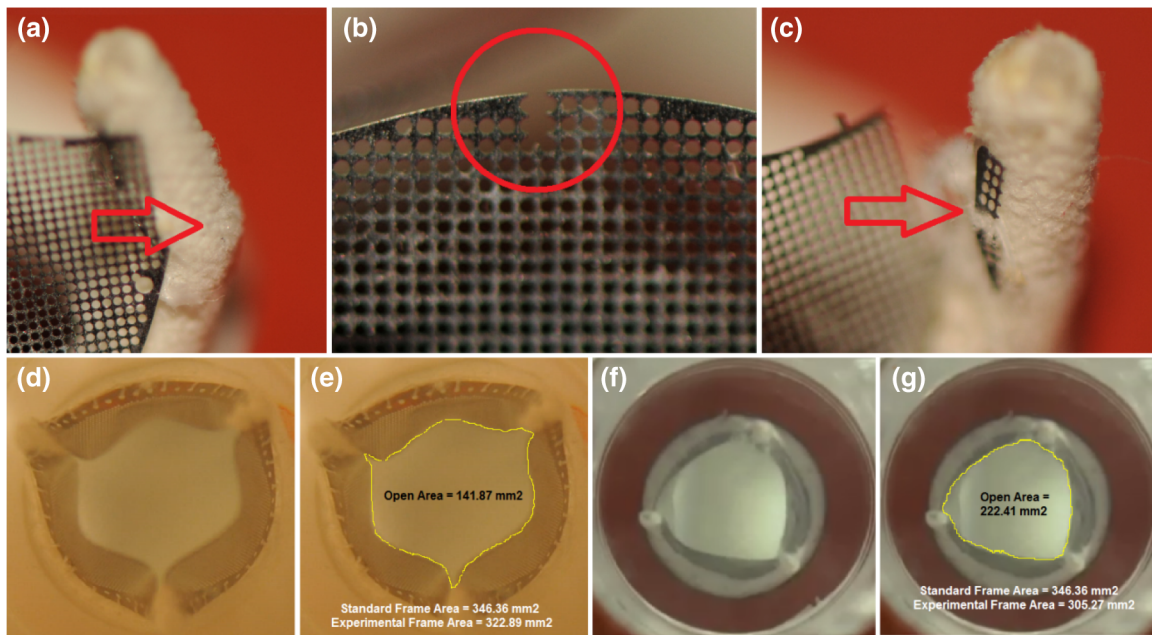 (a)
(b)
(c)
(d)
(e)
(f)
(g)
Open Area = 141.87 mm2
Standard Frame Area = 346.36 mm2
Experimental Frame Area = 322.89 mm2
Open Area =
222.41 mm2
Standard Frame Area = 346.36 mm2
Experimental Frame Area = 305.27 mm2